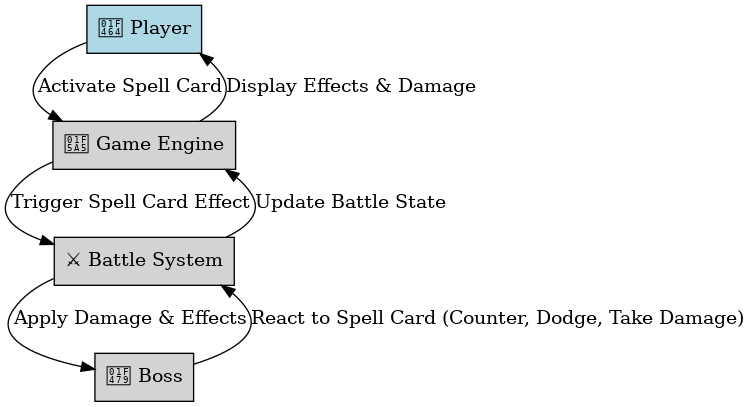 👤 Player
Activate Spell Card
Display Effects & Damage
🖥 Game Engine
Trigger Spell Card Effect
Update Battle State
⚔ Battle System
Apply Damage & Effects
React to Spell Card (Counter, Dodge, Take Damage)
👹 Boss